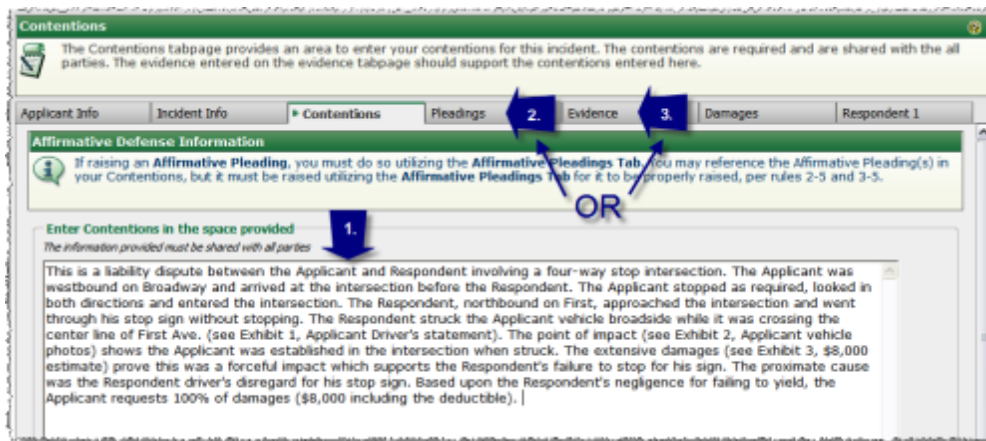 Contentions
The Contentions tabpage provides an area to enter your contentions for this incident. The contentions are required and are shared with the all
parties. The evidence entered on the evidence tabpage should support the contentions entered here.
Applicant Info Incident Info Contentions Pleadings 2. Evidence 3. Damages Respondent 1
Affirmative Defense Information
If raising an Affirmative Pleading, you must do so utilizing the Affirmative Pleadings Tab. You may reference the Affirmative Pleading(s) in
your Contentions, but it must be raised utilizing the Affirmative Pleadings Tab for it to be properly raised, per rules 2-5 and 3-5.
OR
Enter Contentions in the space provided 1.
The information provided must be shared with all parties
This is a liability dispute between the Applicant and Respondent involving a four-way stop intersection. The Applicant was
westbound on Broadway and arrived at the intersection before the Respondent. The Applicant stopped as required, looked in
both directions and entered the intersection. The Respondent, northbound on First, approached the intersection and went
through his stop sign without stopping. The Respondent struck the Applicant vehicle broadside while it was crossing the
center line of First Ave. (see Exhibit 1, Applicant Driver's statement). The point of impact (see Exhibit 2, Applicant vehicle
photos) shows the Applicant was established in the intersection when struck. The extensive damages (see Exhibit 3, $8,000
estimate) prove this was a forceful impact which supports the Respondent's failure to stop for his sign. The proximate cause
was the Respondent driver's disregard for his stop sign. Based upon the Respondent's negligence for failing to yield, the
Applicant requests 100% of damages ($8,000 including the deductible).